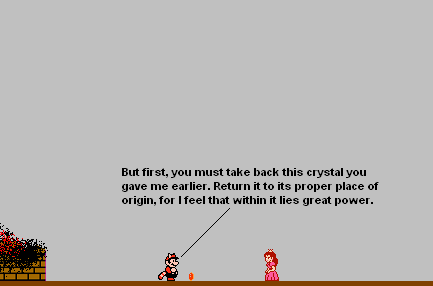 But first, you must take back this crystal you
gave me earlier. Return it to its proper place of
origin, for I feel that within it lies great power.